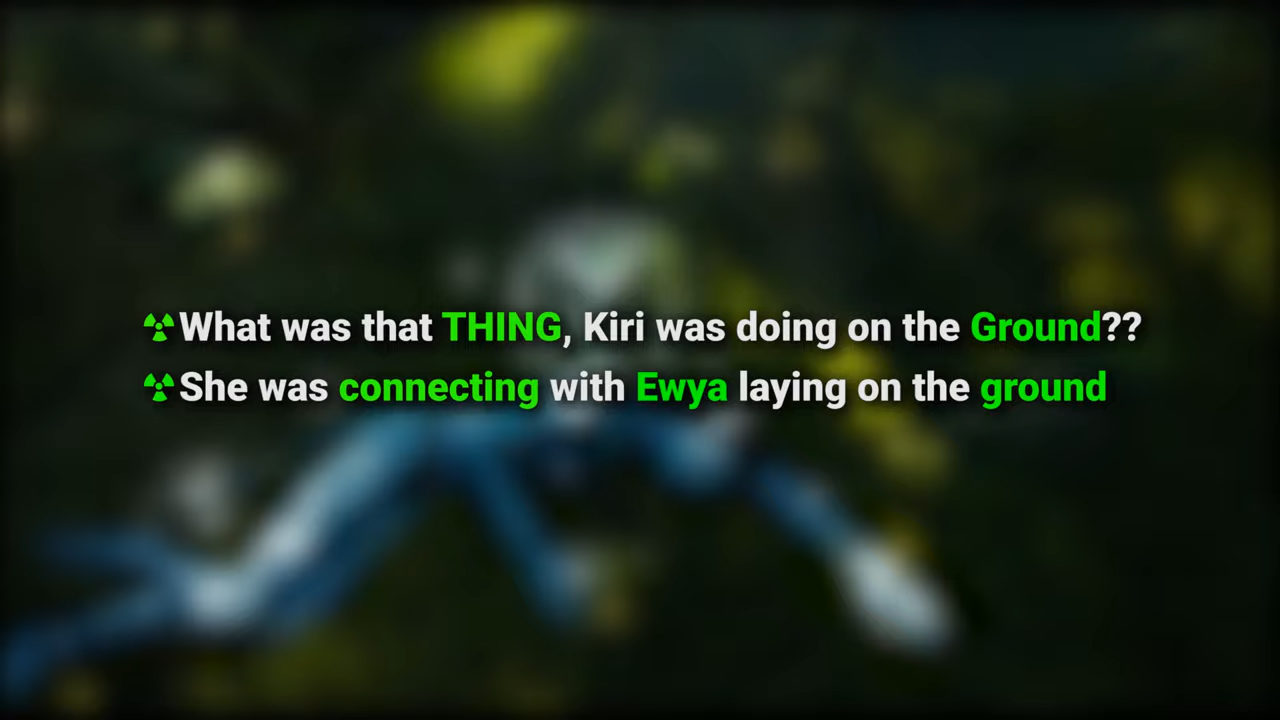 ☢What was that THING, Kiri was doing on the Ground??
☢She was connecting with Ewya laying on the ground